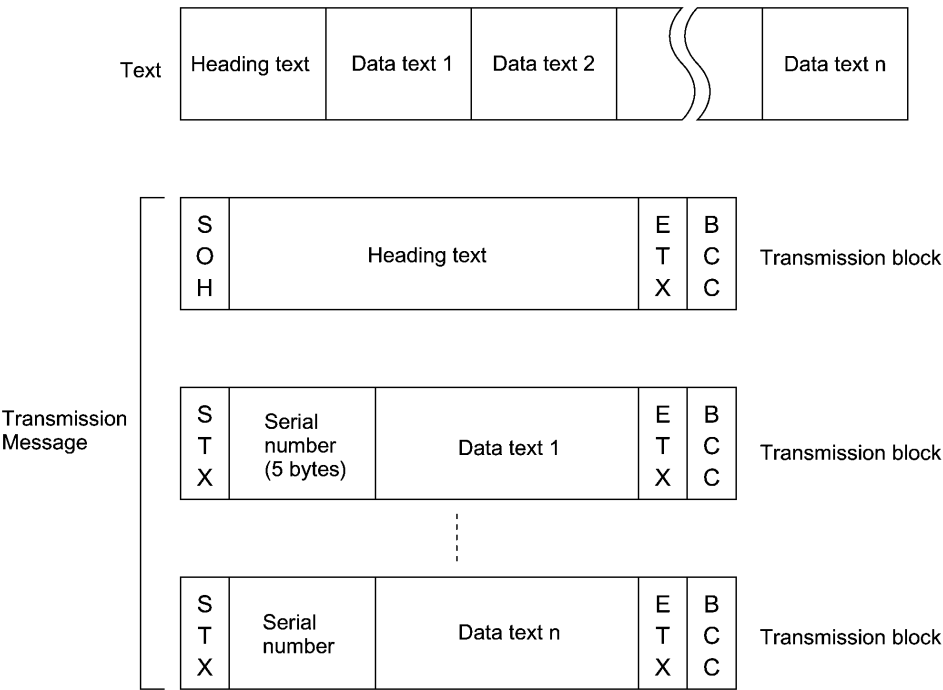 Text
Heading text
Data text 1
Data text 2
Data text n
Transmission
Message
S
O
H
Heading text
E
T
X
B
C
C
Transmission block
S
T
X
Serial
number
(5 bytes)
Data text 1
E
T
X
B
C
C
Transmission block
S
T
X
Serial
number
Data text n
E
T
X
B
C
C
Transmission block